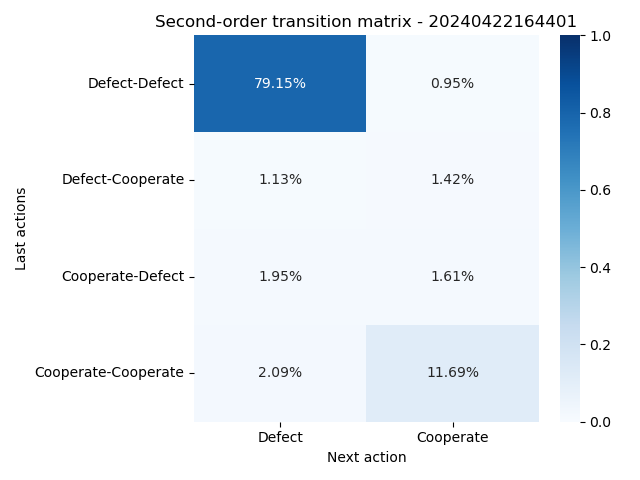 Second-order transition matrix - 20240422164401
Last actions
Defect-Defect
79.15%
0.95%
Defect-Cooperate
1.13%
1.42%
Cooperate-Defect
1.95%
1.61%
Cooperate-Cooperate
2.09%
11.69%
Defect
Cooperate
Next action
1.0
0.8
0.6
0.4
0.2
0.0